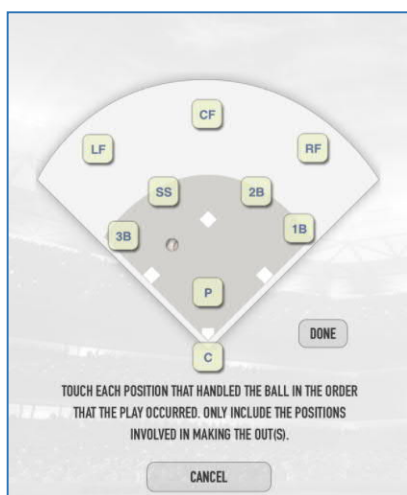 CF
LF
RF
SS
2B
3B
1B
P
DONE
C
TOUCH EACH POSITION THAT HANDLED THE BALL IN THE ORDER
THAT THE PLAY OCCURRED. ONLY INCLUDE THE POSITIONS
INVOLVED IN MAKING THE OUT(S).
CANCEL